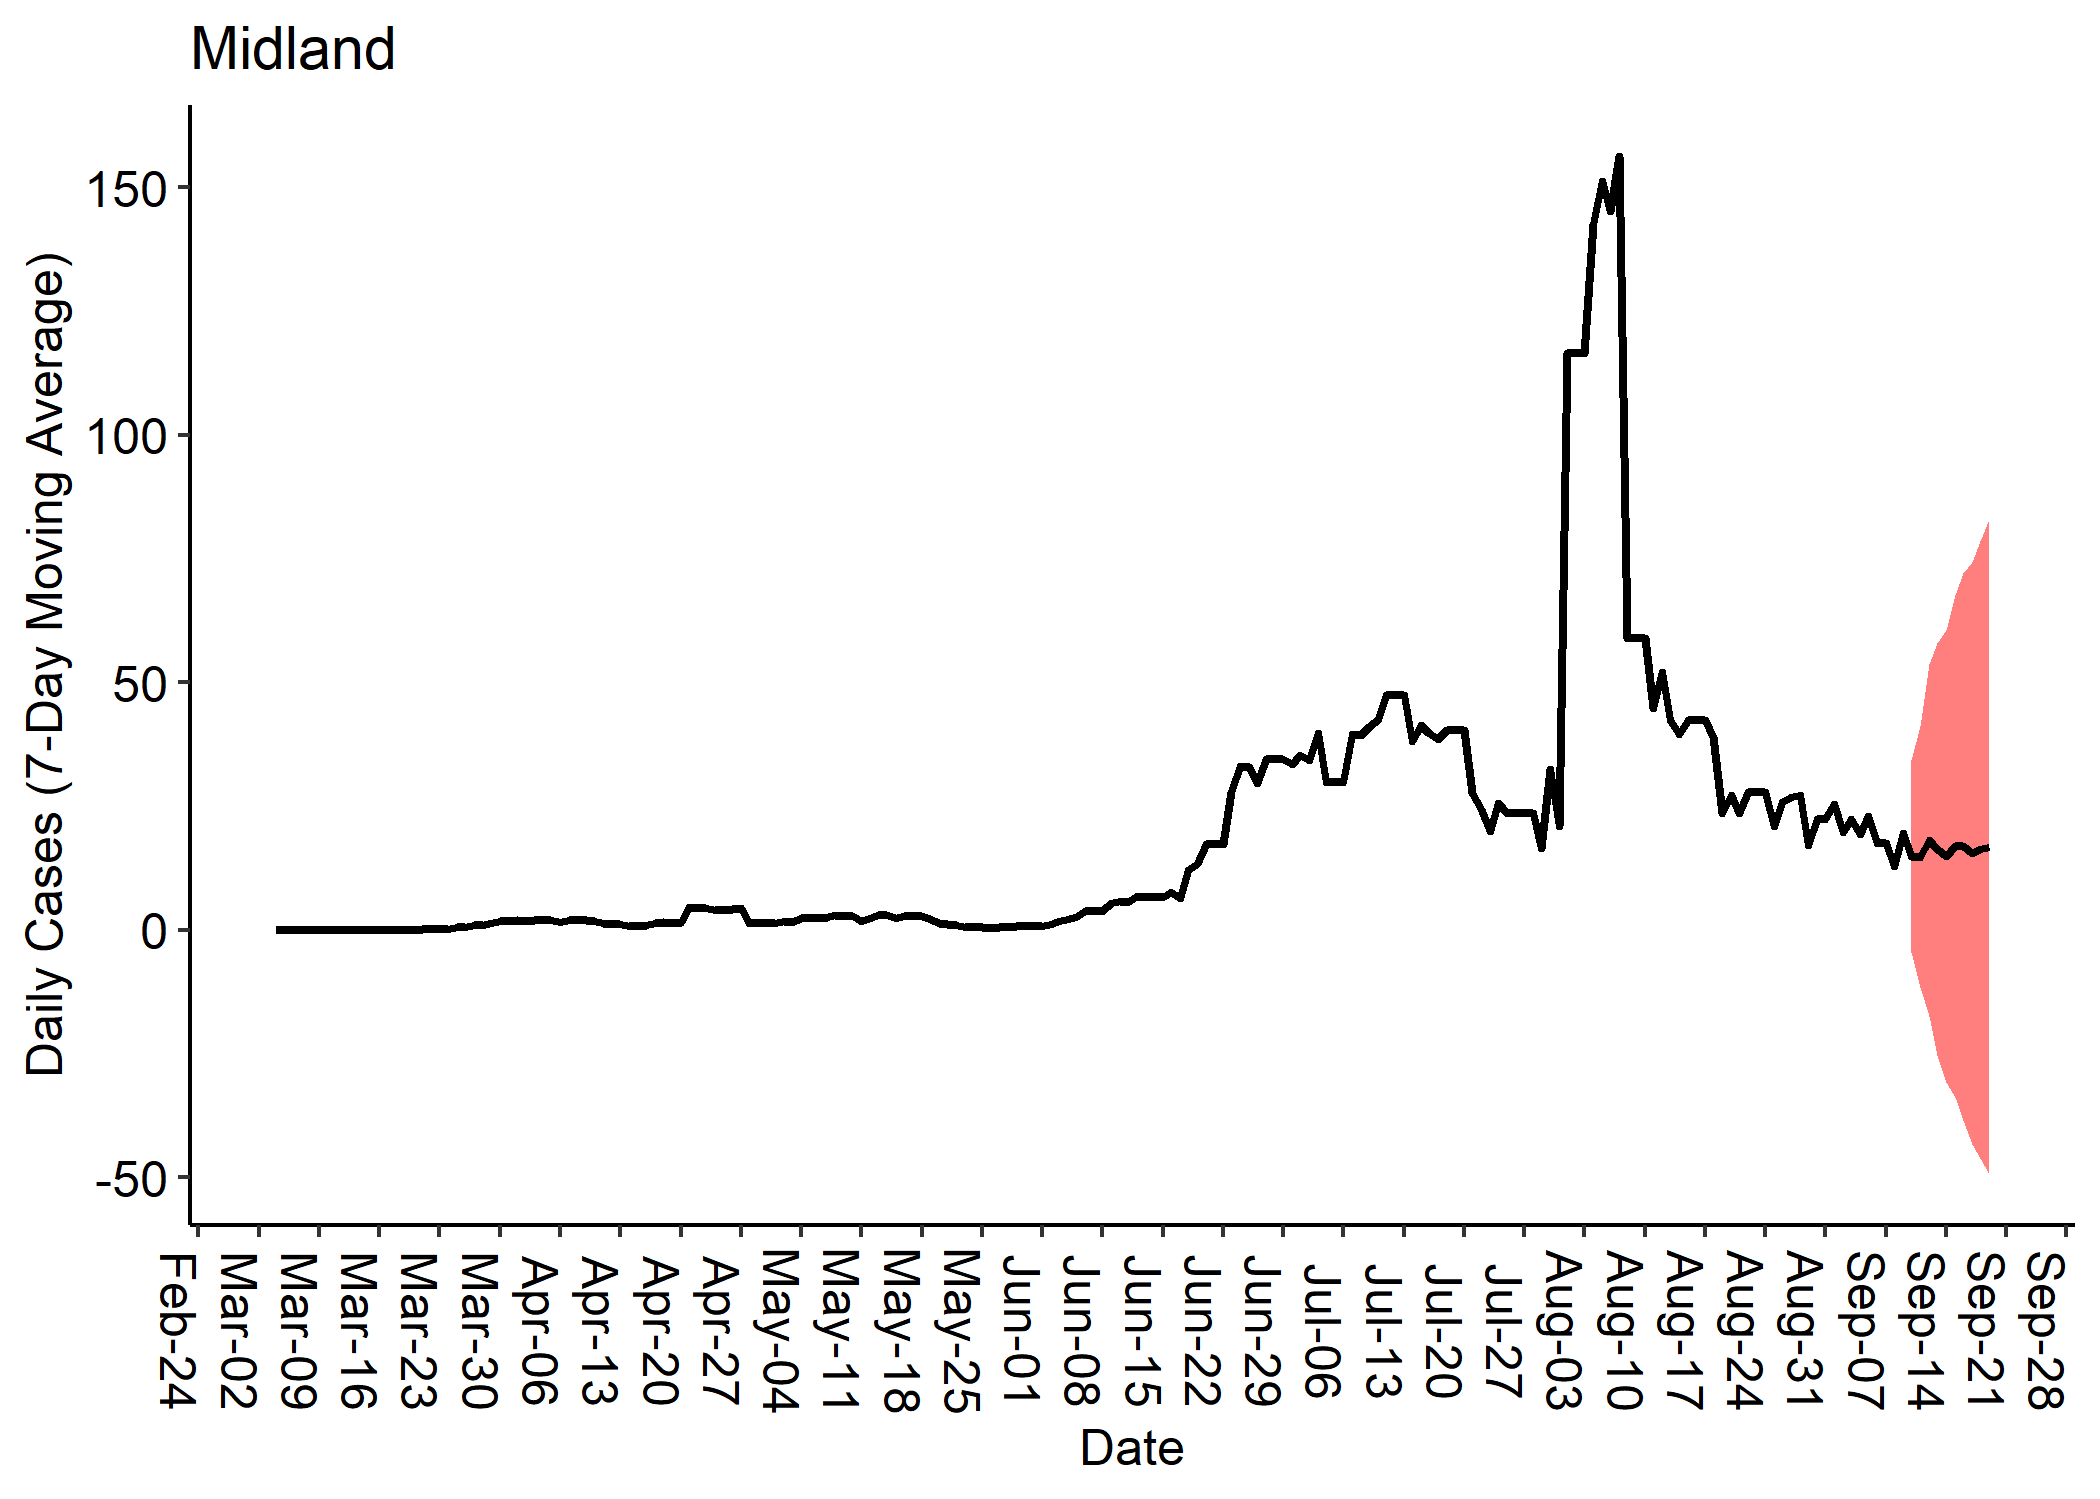 Midland
Daily Cases (7-Day Moving Average)
150
100
50
0
-50
Feb-24
Mar-02
Mar-09
Mar-16
Mar-23
Mar-30
Apr-06
Apr-13
Apr-20
Apr-27
May-04
May-11
May-18
May-25
Jun-01
Jun-08
Jun-15
Jun-22
Jun-29
Jul-06
Jul-13
Jul-20
Jul-27
Aug-03
Aug-10
Aug-17
Aug-24
Aug-31
Sep-07
Sep-14
Sep-21
Sep-28
Date